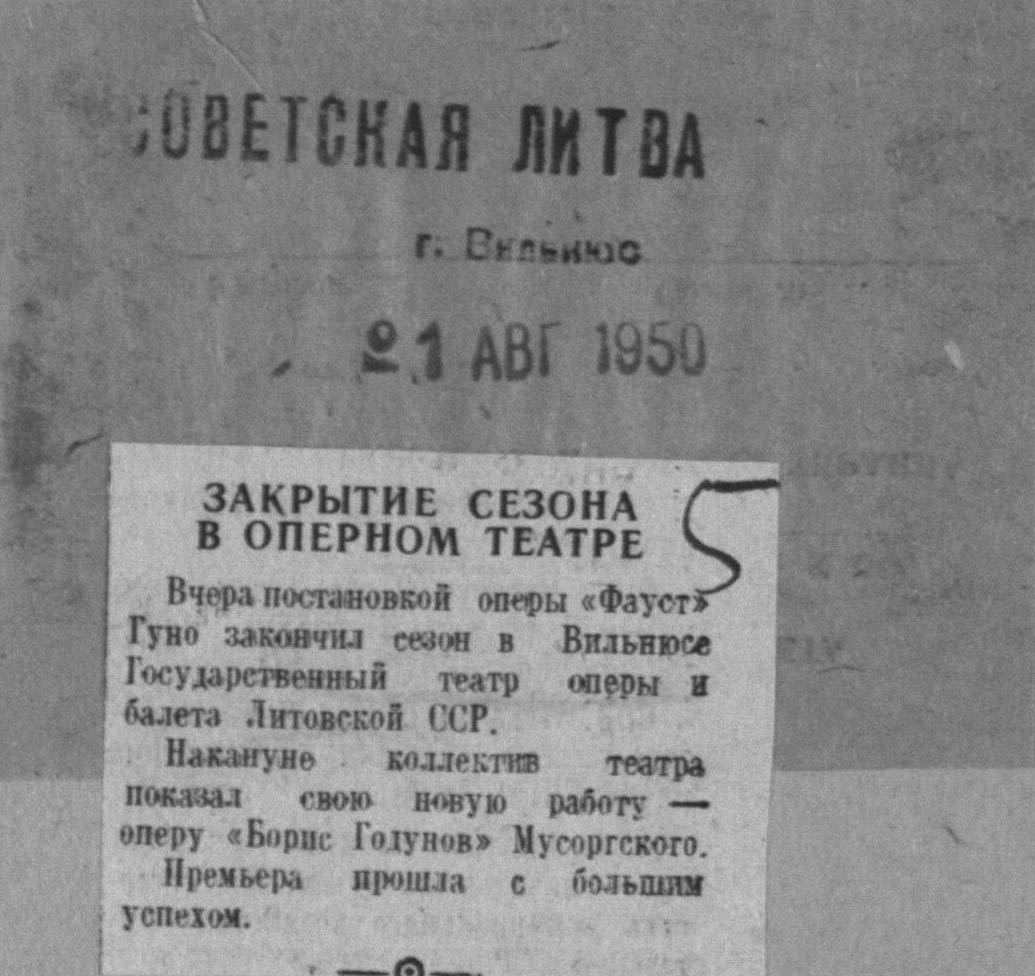 СОВЕТСКАЯ ЛИТВА
г. Вильнюс
21 АВГ 1950
5
ЗАКРЫТИЕ СЕЗОНА
В ОПЕРНОМ ТЕАТРЕ
Вчера постановкой оперы «Фауст»
Гуно закончил сезон в Вильнюсе
Государственный театр оперы и
балета Литовской ССР.
Накануне коллектив театра
показал свою новую работу —
оперу «Борис Годунов» Мусоргского.
Премьера прошла с большим
успехом.